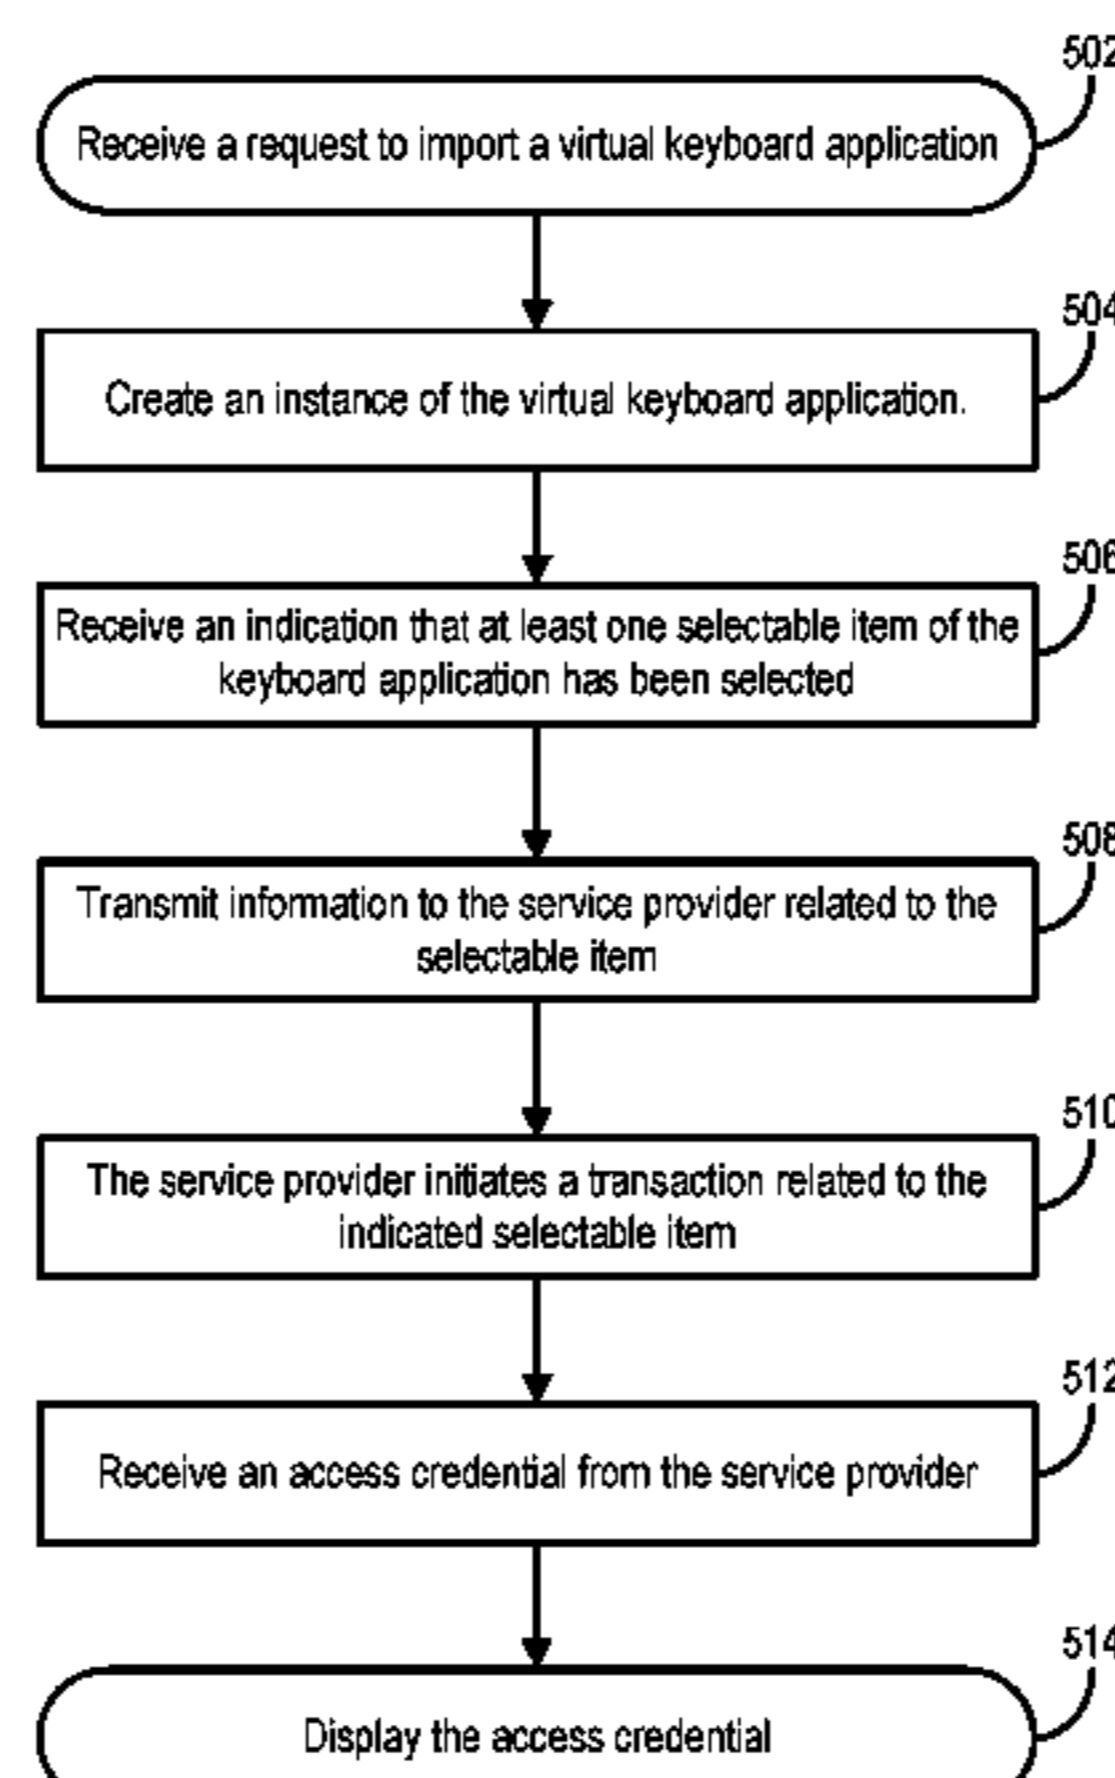 502
Receive a request to import a virtual keyboard application
504
Create an instance of the virtual keyboard application.
506
Receive an indication that at least one selectable item of the
keyboard application has been selected
508
Transmit information to the service provider related to the
selectable item
510
The service provider initiates a transaction related to the
indicated selectable item
512
Receive an access credential from the service provider
514
Display the access credential